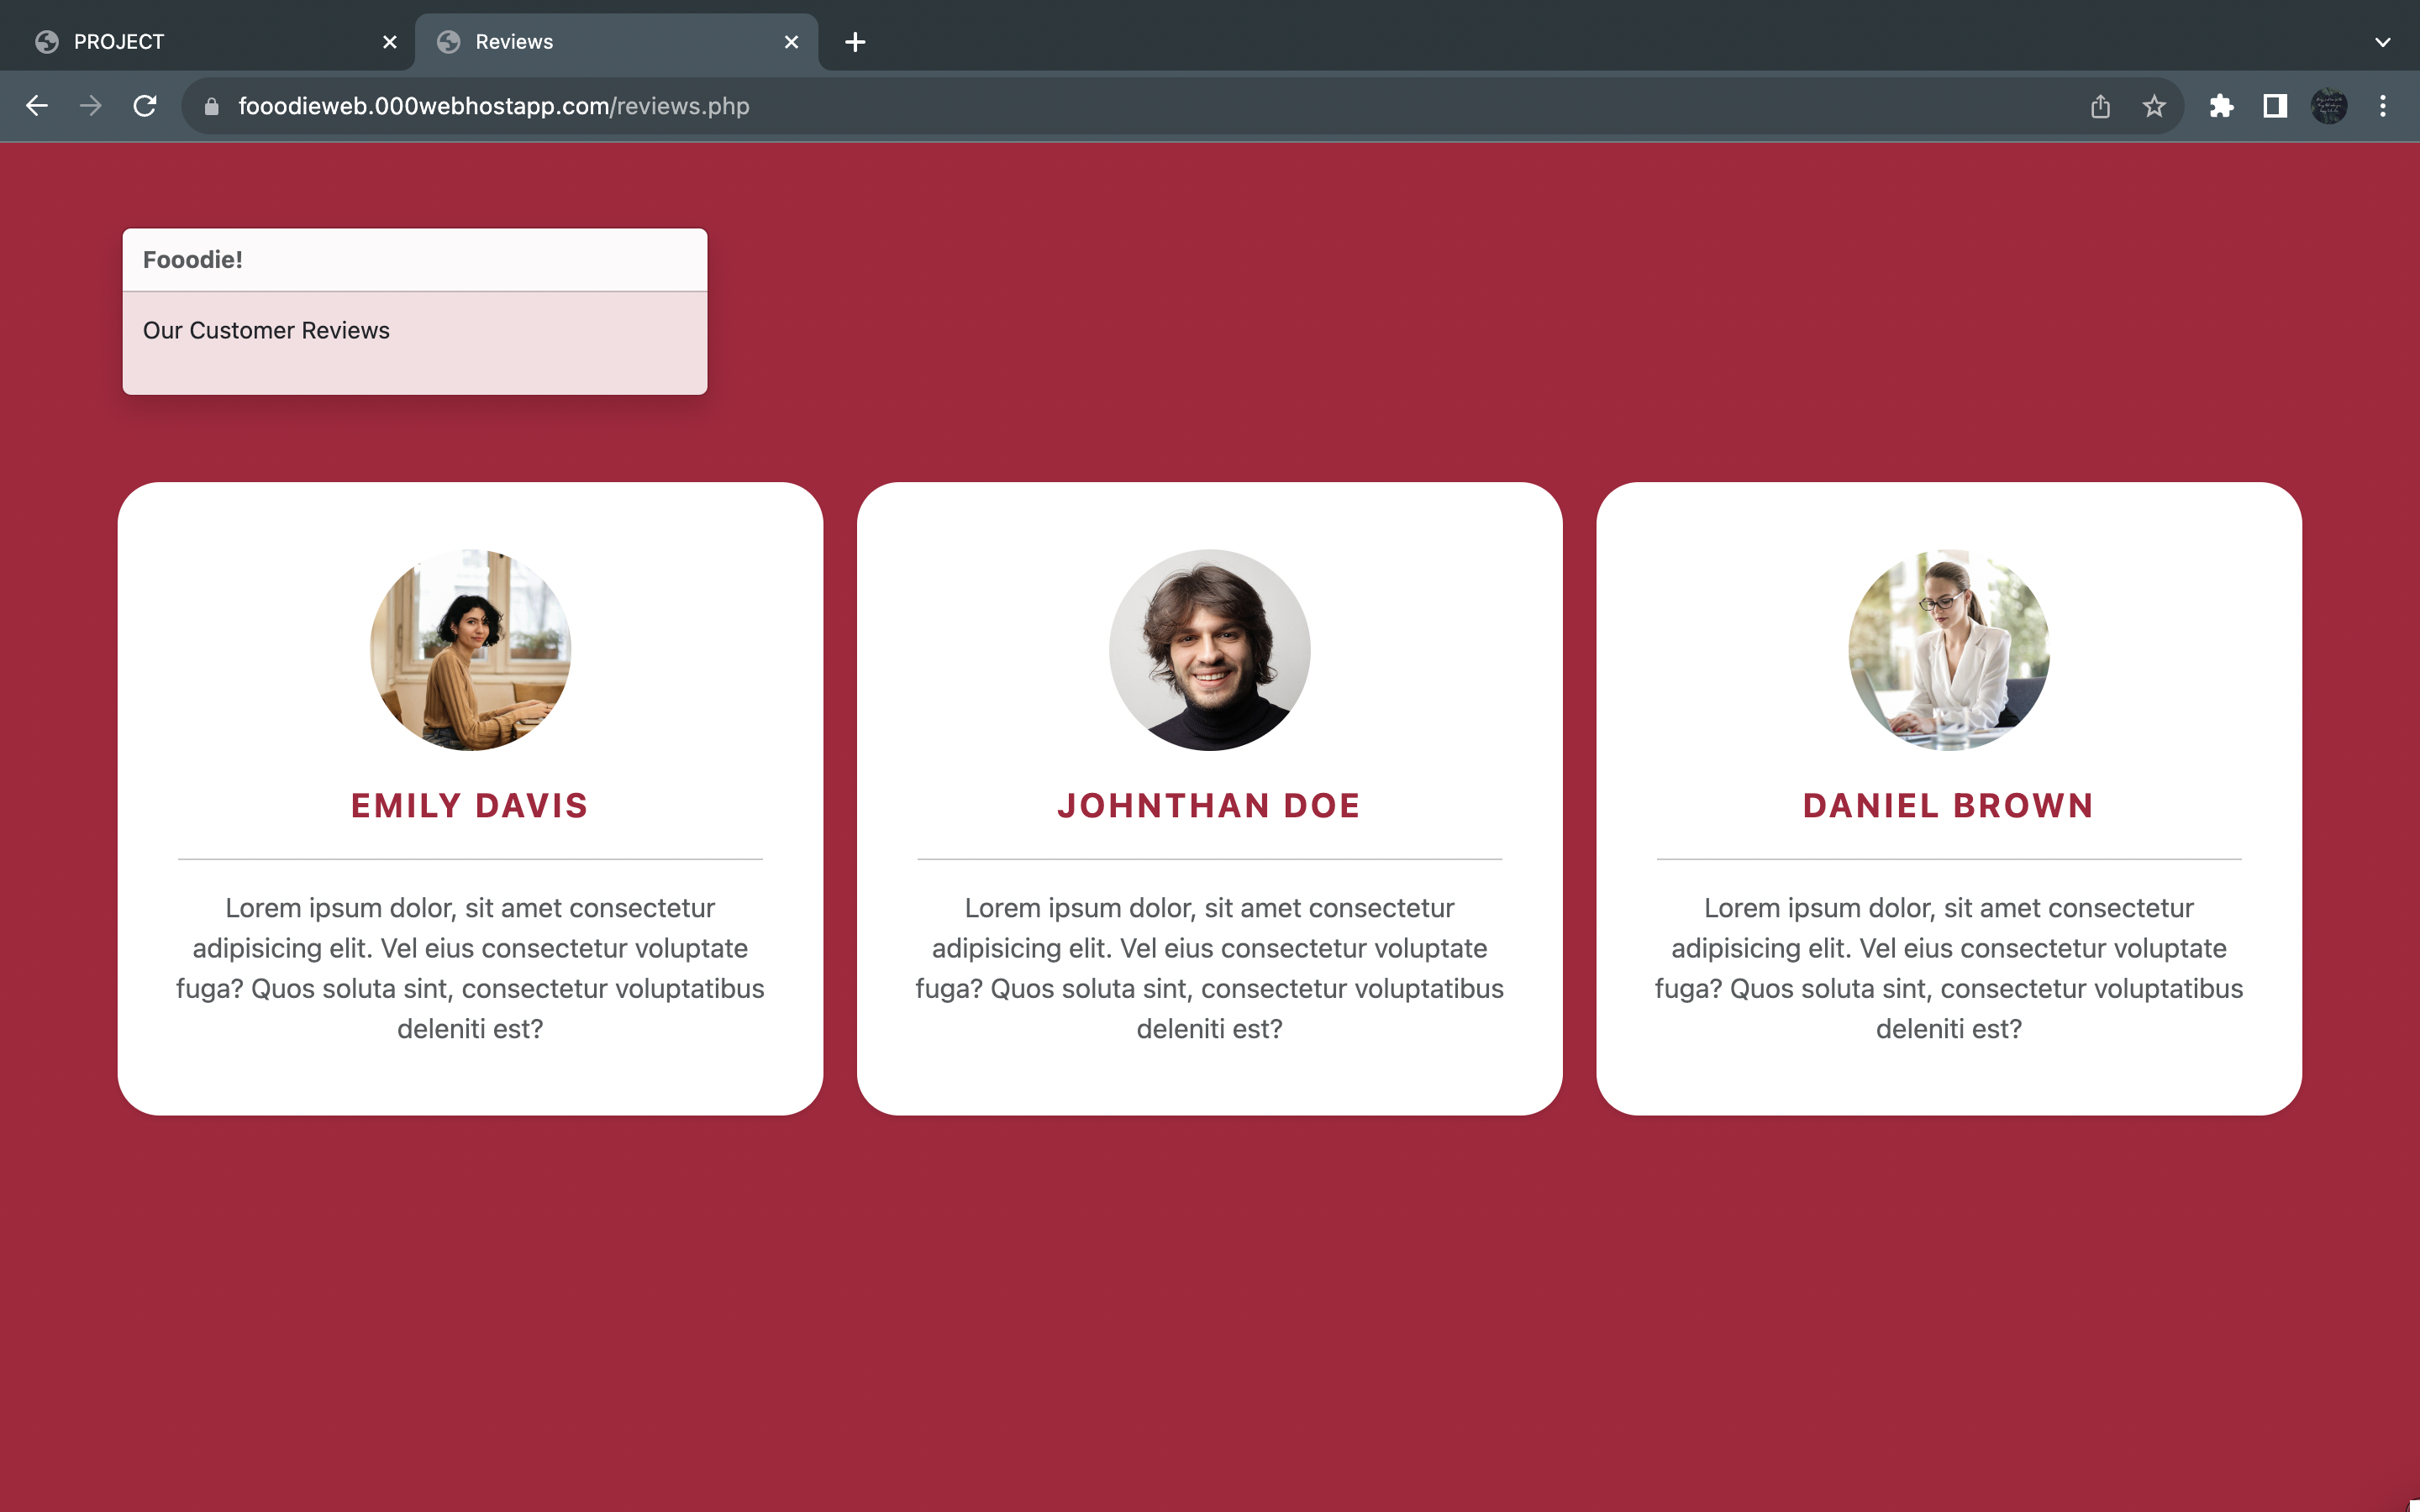 PROJECT
Reviews
fooodieweb.000webhostapp.com/reviews.php
Fooodie!
Our Customer Reviews
EMILY DAVIS
Lorem ipsum dolor, sit amet consectetur
adipisicing elit. Vel eius consectetur voluptate
fuga? Quos soluta sint, consectetur voluptatibus
deleniti est?
JOHNTHAN DOE
Lorem ipsum dolor, sit amet consectetur
adipisicing elit. Vel eius consectetur voluptate
fuga? Quos soluta sint, consectetur voluptatibus
deleniti est?
DANIEL BROWN
Lorem ipsum dolor, sit amet consectetur
adipisicing elit. Vel eius consectetur voluptate
fuga? Quos soluta sint, consectetur voluptatibus
deleniti est?